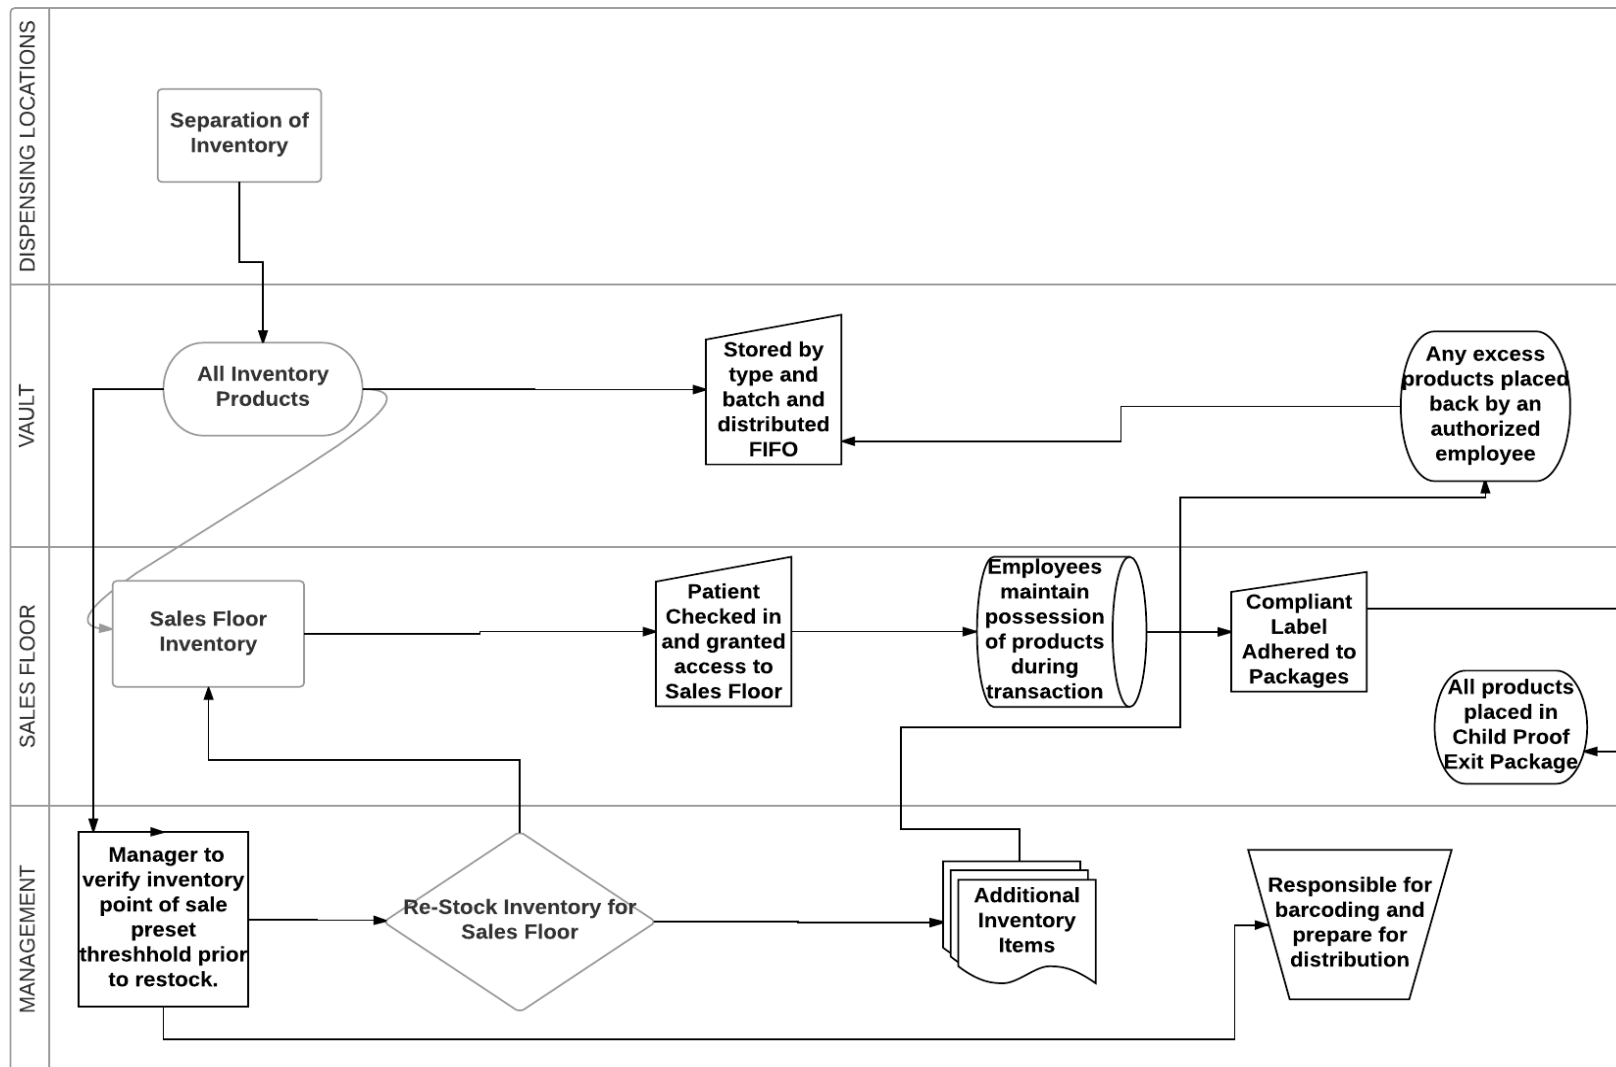 DISPENSING LOCATIONS
Separation of
Inventory
VAULT
All Inventory
Products
Stored by
type and
batch and
distributed
FIFO
Any excess
products placed
back by an
authorized
employee
SALES FLOOR
Sales Floor
Inventory
Patient
Checked in
and granted
access to
Sales Floor
Employees
maintain
possession
of products
during
transaction
Compliant
Label
Adhered to
Packages
All products
placed in
Child Proof
Exit Package
MANAGEMENT
Manager to
verify inventory
point of sale
preset
threshhold prior
to restock.
Re-Stock Inventory for
Sales Floor
Additional
Inventory
Items
Responsible for
barcoding and
prepare for
distribution